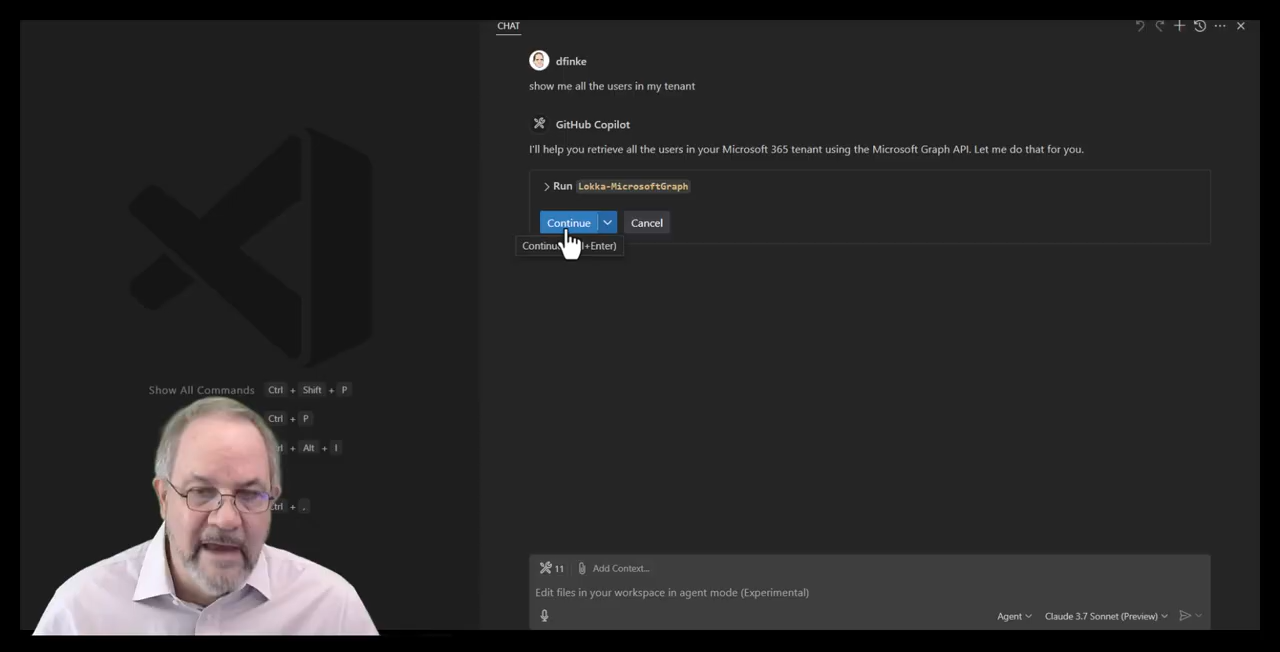 CHAT
dfinke
show me all the users in my tenant
GitHub Copilot
I'll help you retrieve all the users in your Microsoft 365 tenant using the Microsoft Graph API. Let me do that for you.
Run Lokka-MicrosoftGraph
Continue Cancel
+Enter)
Show All Commands Ctrl + Shift + P
Ctrl + P
+ Alt + I
Ctrl + .
11 Add Context...
Edit files in your workspace in agent mode (Experimental)
Agent Claude 3.7 Sonnet (Preview)